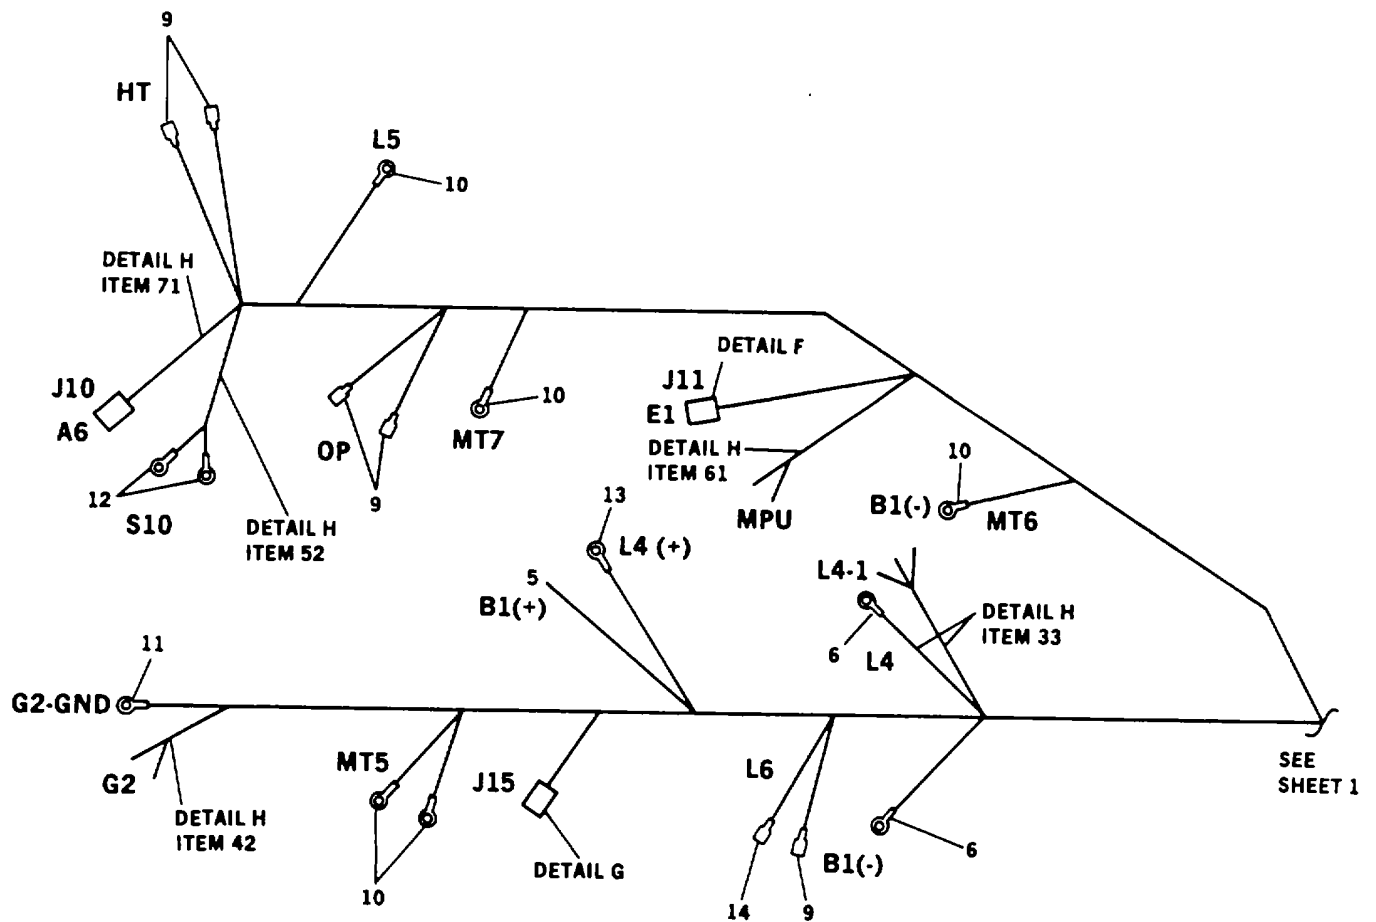 9
HT
L5
10
DETAIL H
ITEM 71
DETAIL F
J10
J11
A6
E1
10
OP
MT7
DETAIL H
ITEM 61
10
9
12
S10
DETAIL H
ITEM 52
MPU
B1(-)
MT6
13
L4 (+)
5
B1(+)
L4-1
DETAIL H
ITEM 33
6
L4
11
G2-GND
MT5
J15
L6
G2
SEE
SHEET 1
DETAIL H
ITEM 42
DETAIL G
B1(-)
6
10
14
9